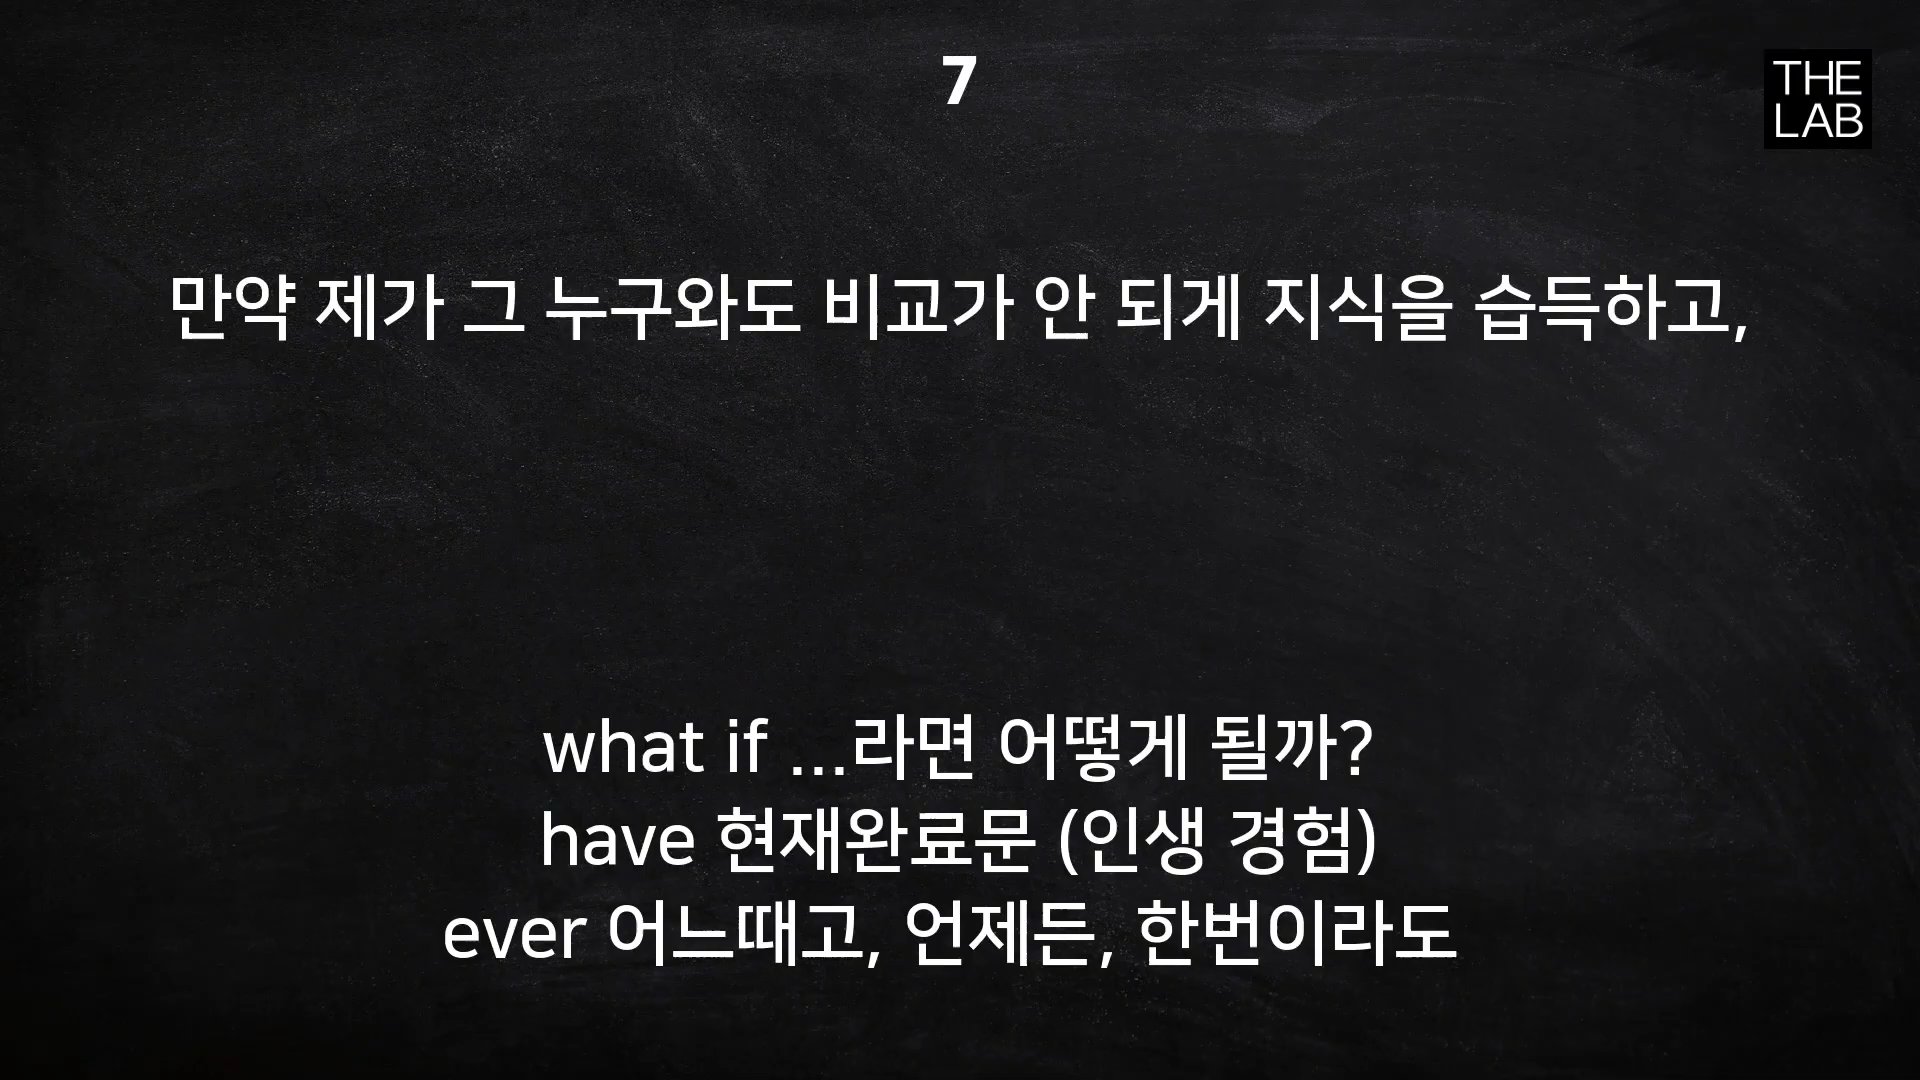 7
THE
LAB
만약 제가 그 누구와도 비교가 안 되게 지식을 습득하고,
what if ...라면 어떻게 될까?
have 현재완료문 (인생 경험)
ever 어느때고, 언제든, 한번이라도